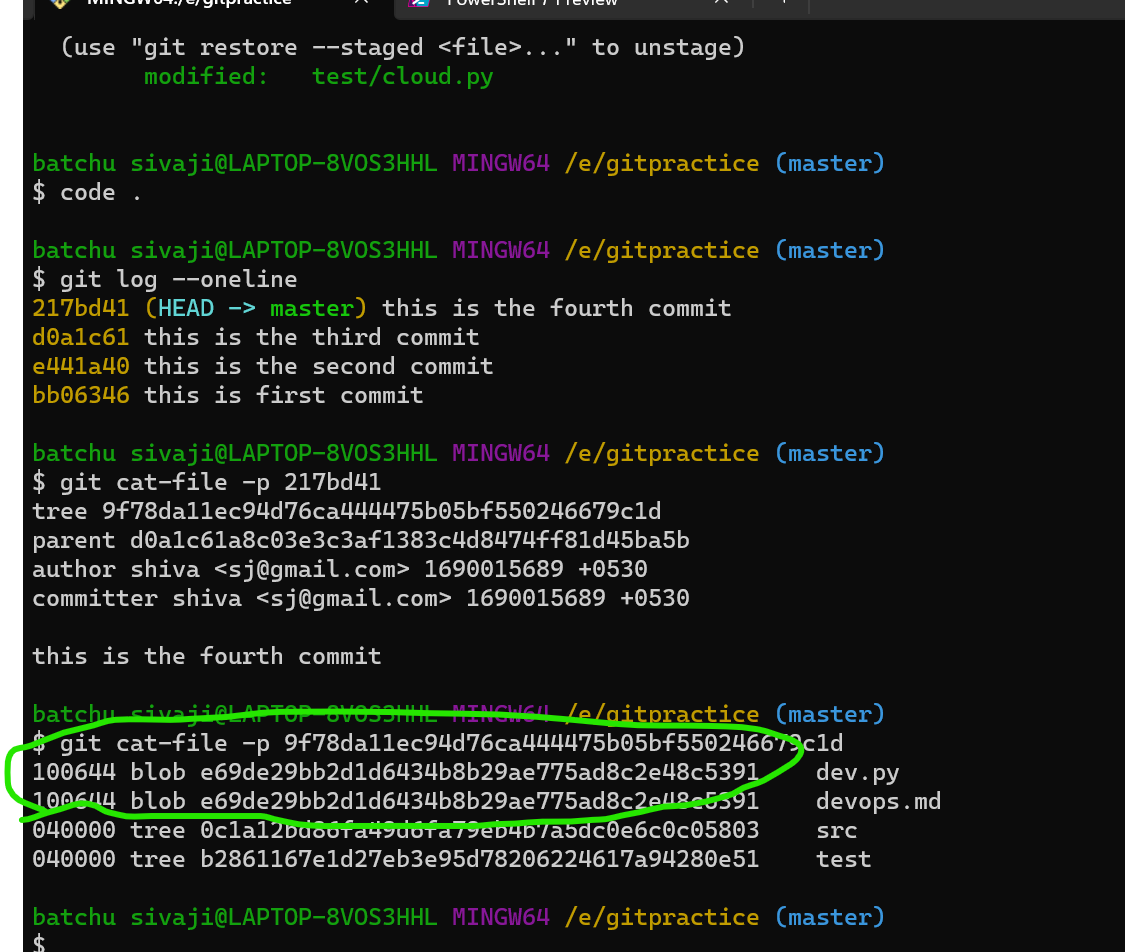 MINGW64:/e/gitpractice
PowerShell 7 Preview
(use "git restore --staged <file>..." to unstage)
modified:   test/cloud.py
batchu sivaji@LAPTOP-8VOS3HHL MINGW64 /e/gitpractice (master)
$ code .
batchu sivaji@LAPTOP-8VOS3HHL MINGW64 /e/gitpractice (master)
$ git log --oneline
217bd41 (HEAD -> master) this is the fourth commit
d0a1c61 this is the third commit
e441a40 this is the second commit
bb06346 this is first commit
batchu sivaji@LAPTOP-8VOS3HHL MINGW64 /e/gitpractice (master)
$ git cat-file -p 217bd41
tree 9f78da11ec94d76ca444475b05bf550246679c1d
parent d0a1c61a8c03e3c3af1383c4d8474ff81d45ba5b
author shiva <sj@gmail.com> 1690015689 +0530
committer shiva <sj@gmail.com> 1690015689 +0530
this is the fourth commit
batchu sivaji@LAPTOP-8VOS3HHL MINGW64 /e/gitpractice (master)
$ git cat-file -p 9f78da11ec94d76ca444475b05bf550246679c1d
100644 blob e69de29bb2d1d6434b8b29ae775ad8c2e48c5391    dev.py
100644 blob e69de29bb2d1d6434b8b29ae775ad8c2e48c5391    devops.md
040000 tree 0c1a12bd86fa49d6fa79eb4b7a5dc0e6c0c05803    src
040000 tree b2861167e1d27eb3e95d78206224617a94280e51    test
batchu sivaji@LAPTOP-8VOS3HHL MINGW64 /e/gitpractice (master)
$